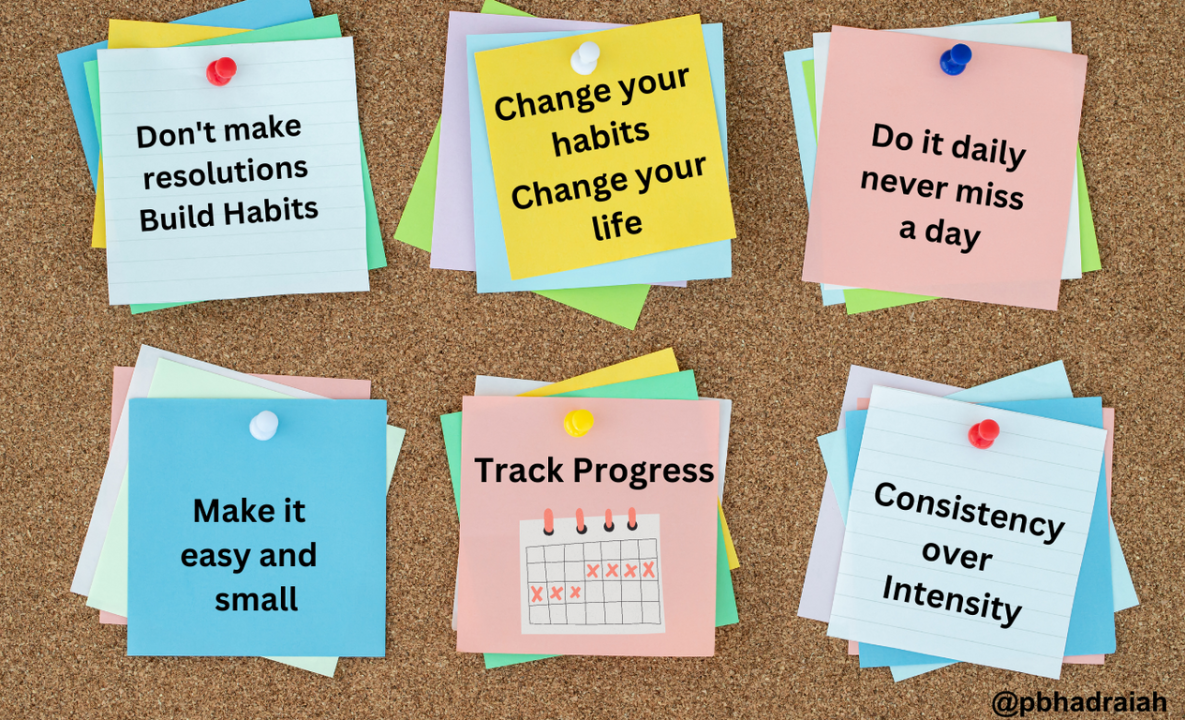 Don't make
resolutions
Build Habits
Change your
habits
Change your
life
Do it daily
never miss
a day
Make it
easy and
small
Track Progress
X X X X
X X X
Consistency
over
Intensity
@pbhadraiah